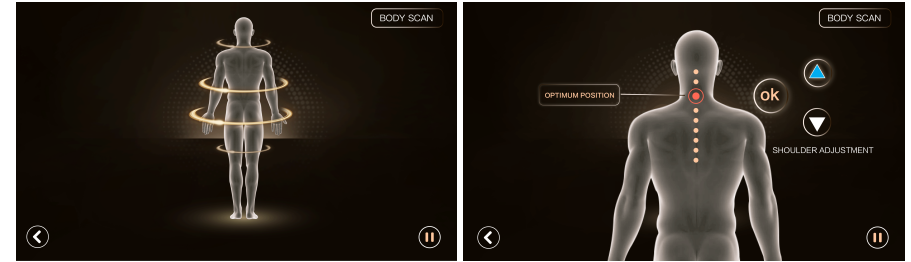 BODY SCAN
BODY SCAN
OPTIMUM POSITION
ok
SHOULDER ADJUSTMENT